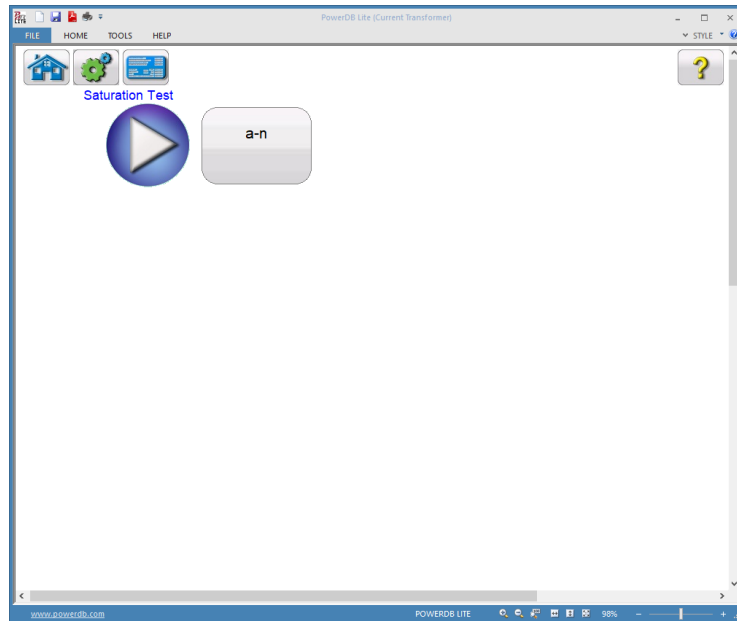 PowerDB Lite (Current Transformer)
FILE HOME TOOLS HELP STYLE
Saturation Test
a-n
www.powerdb.com POWERDB LITE 98%